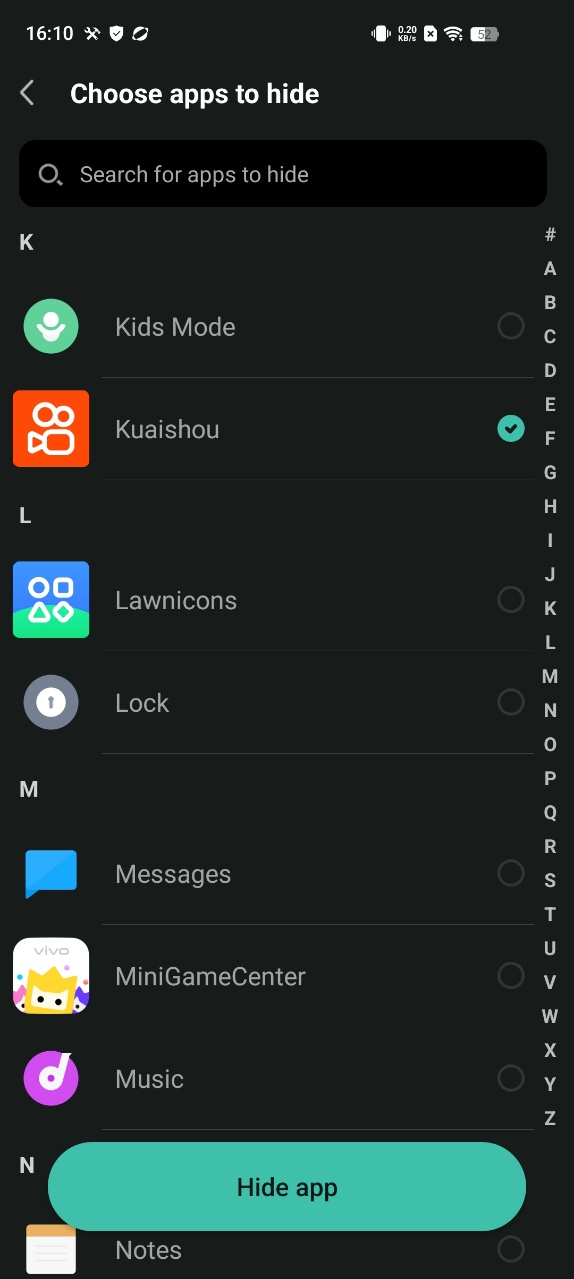 16:10
0.20
KB/s
52
Choose apps to hide
Search for apps to hide
K
Kids Mode
Kuaishou
L
Lawnicons
Lock
M
Messages
vivo
MiniGameCenter
Music
N
Hide app
Notes
#
A
B
C
D
E
F
G
H
I
J
K
L
M
N
O
P
Q
R
S
T
U
V
W
X
Y
Z